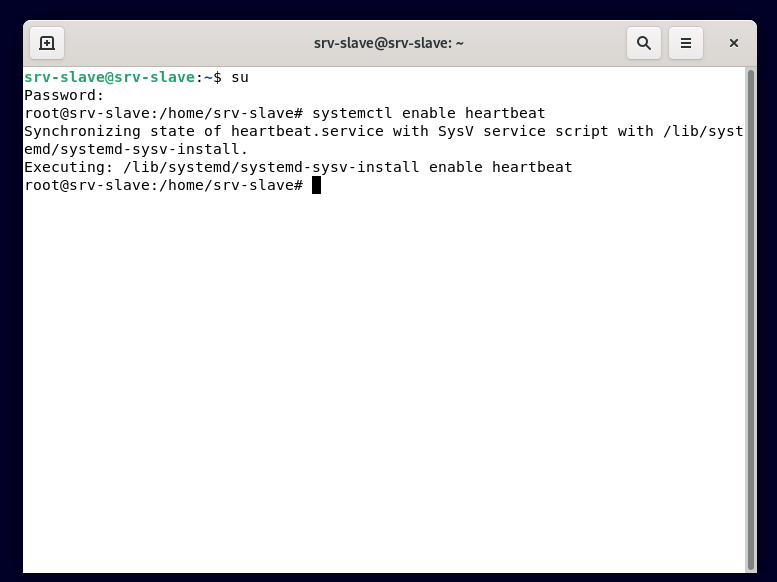 srv-slave@srv-slave: ~
srv-slave@srv-slave:~$ su
Password:
root@srv-slave:/home/srv-slave# systemctl enable heartbeat
Synchronizing state of heartbeat.service with SysV service script with /lib/syst
emd/systemd-sysv-install.
Executing: /lib/systemd/systemd-sysv-install enable heartbeat
root@srv-slave:/home/srv-slave#